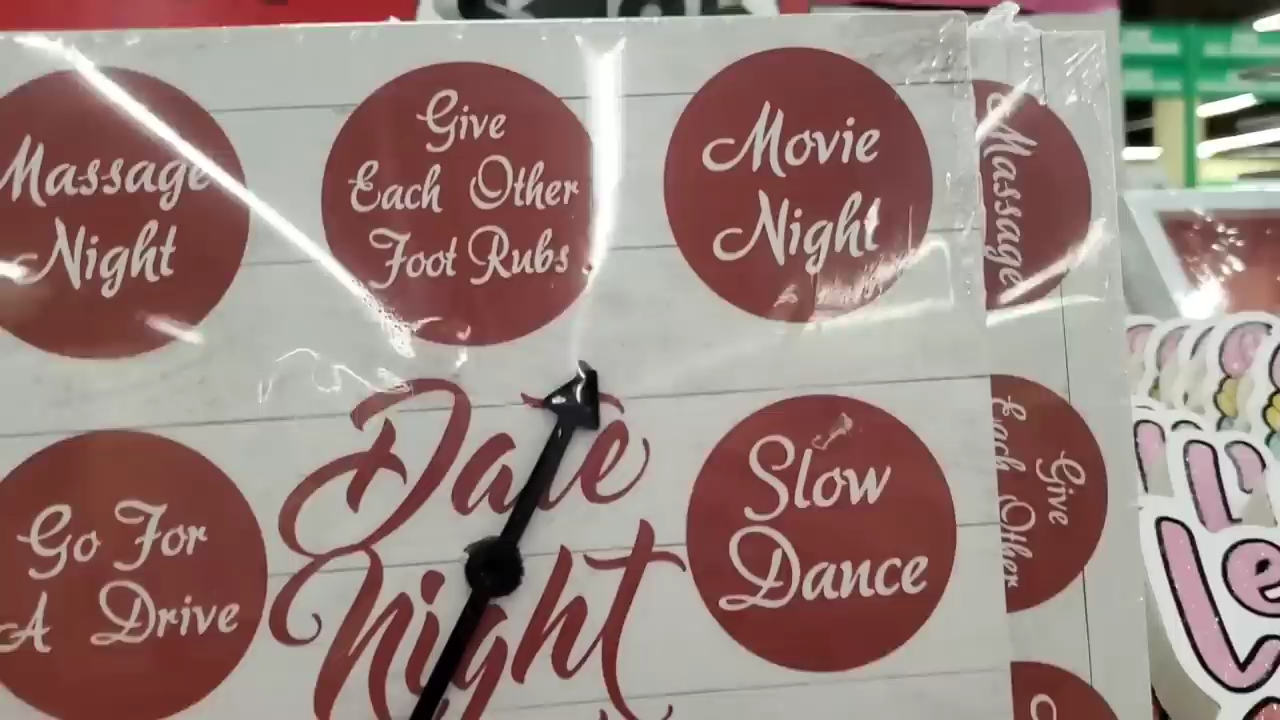 Massage
Night
Give
Each Other
Foot Rubs
Movie
Night
Go For
A Drive
Date
Night
Slow
Dance
Massage
Give
Each Other